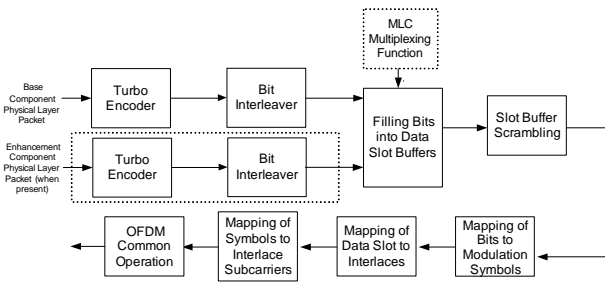 MLC
Multiplexing
Function
Base
Component
Physical Layer
Packet
Turbo
Encoder
Bit
Interleaver
Filling Bits
into Data
Slot Buffers
Slot Buffer
Scrambling
Enhancement
Component
Physical Layer
Packet (when
present)
Turbo
Encoder
Bit
Interleaver
OFDM
Common
Operation
Mapping of
Symbols to
Interlace
Subcarriers
Mapping of
Data Slot to
Interlaces
Mapping of
Bits to
Modulation
Symbols